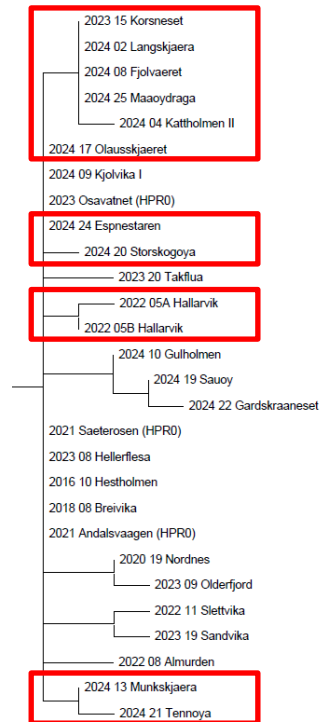 2023 15 Korsneset
2024 02 Langskjaera
2024 08 Fjolvaeret
2024 25 Maaoydraga
2024 04 Kattholmen II
2024 17 Olausskjaeret
2024 09 Kjolvika I
2023 Osavatnet (HPR0)
2024 24 Espnestaren
2024 20 Storskogoya
2023 20 Takflua
2022 05A Hallarvik
2022 05B Hallarvik
2024 10 Gulholmen
2024 19 Sauoy
2024 22 Gardskraaneset
2021 Saeterosen (HPR0)
2023 08 Hellerflesa
2016 10 Hestholmen
2018 08 Breivika
2021 Andalsvaagen (HPR0)
2020 19 Nordnes
2023 09 Olderfjord
2022 11 Slettvika
2023 19 Sandvika
2022 08 Almurden
2024 13 Munkskjaera
2024 21 Tennoya